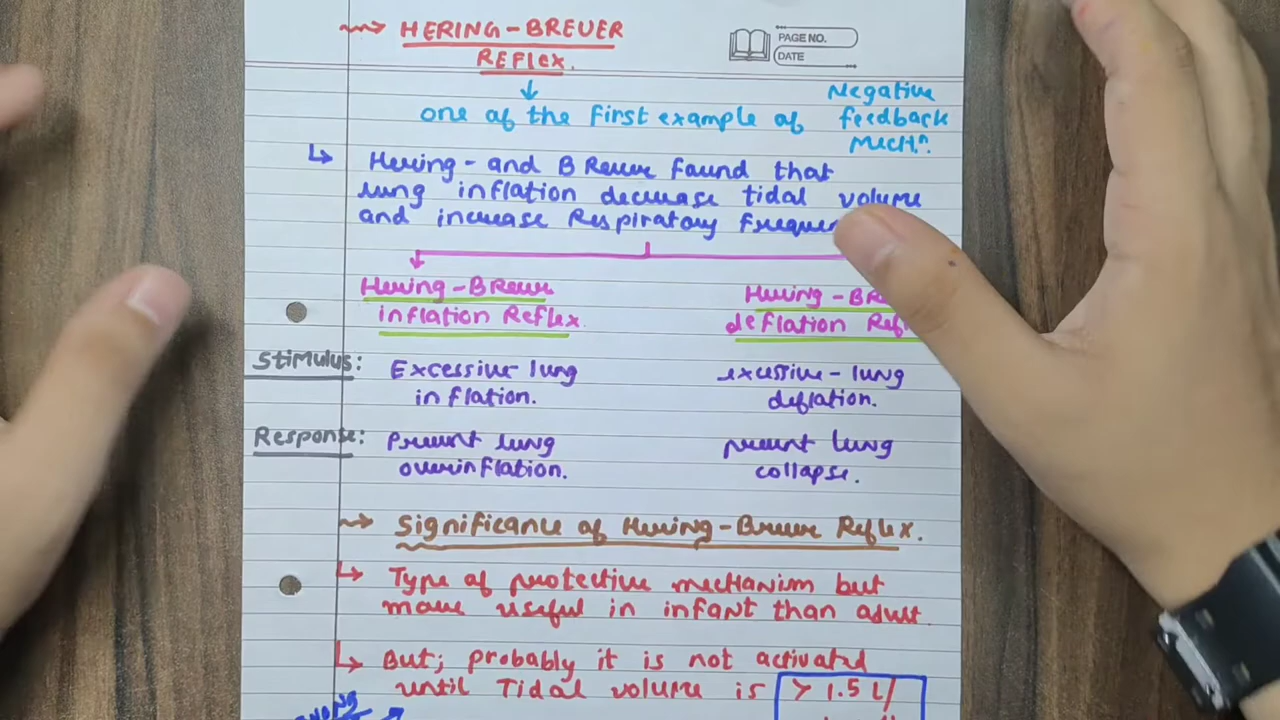 ⇝ HERING-BREUER
REFLEX.
PAGE NO.
DATE
↓
one of the first example of Negative feedback Mech.n.
↳ Hering- and BReuer found that
lung inflation decrease tidal volume
and increase Respiratory
Hering-BReuer
inflation Reflex.
Hering-
deflation
Stimulus: Excessive lung
inflation.
excessive-lung
deflation.
Response: Prevent lung
overinflation.
prevent lung
collapse.
⇝ Significance of Hering-Breuer Reflex.
↳ Type of protective mechanism but
more useful in infant than adult.
↳ But; probably it is not activated
until Tidal volume is > 1.5 L/